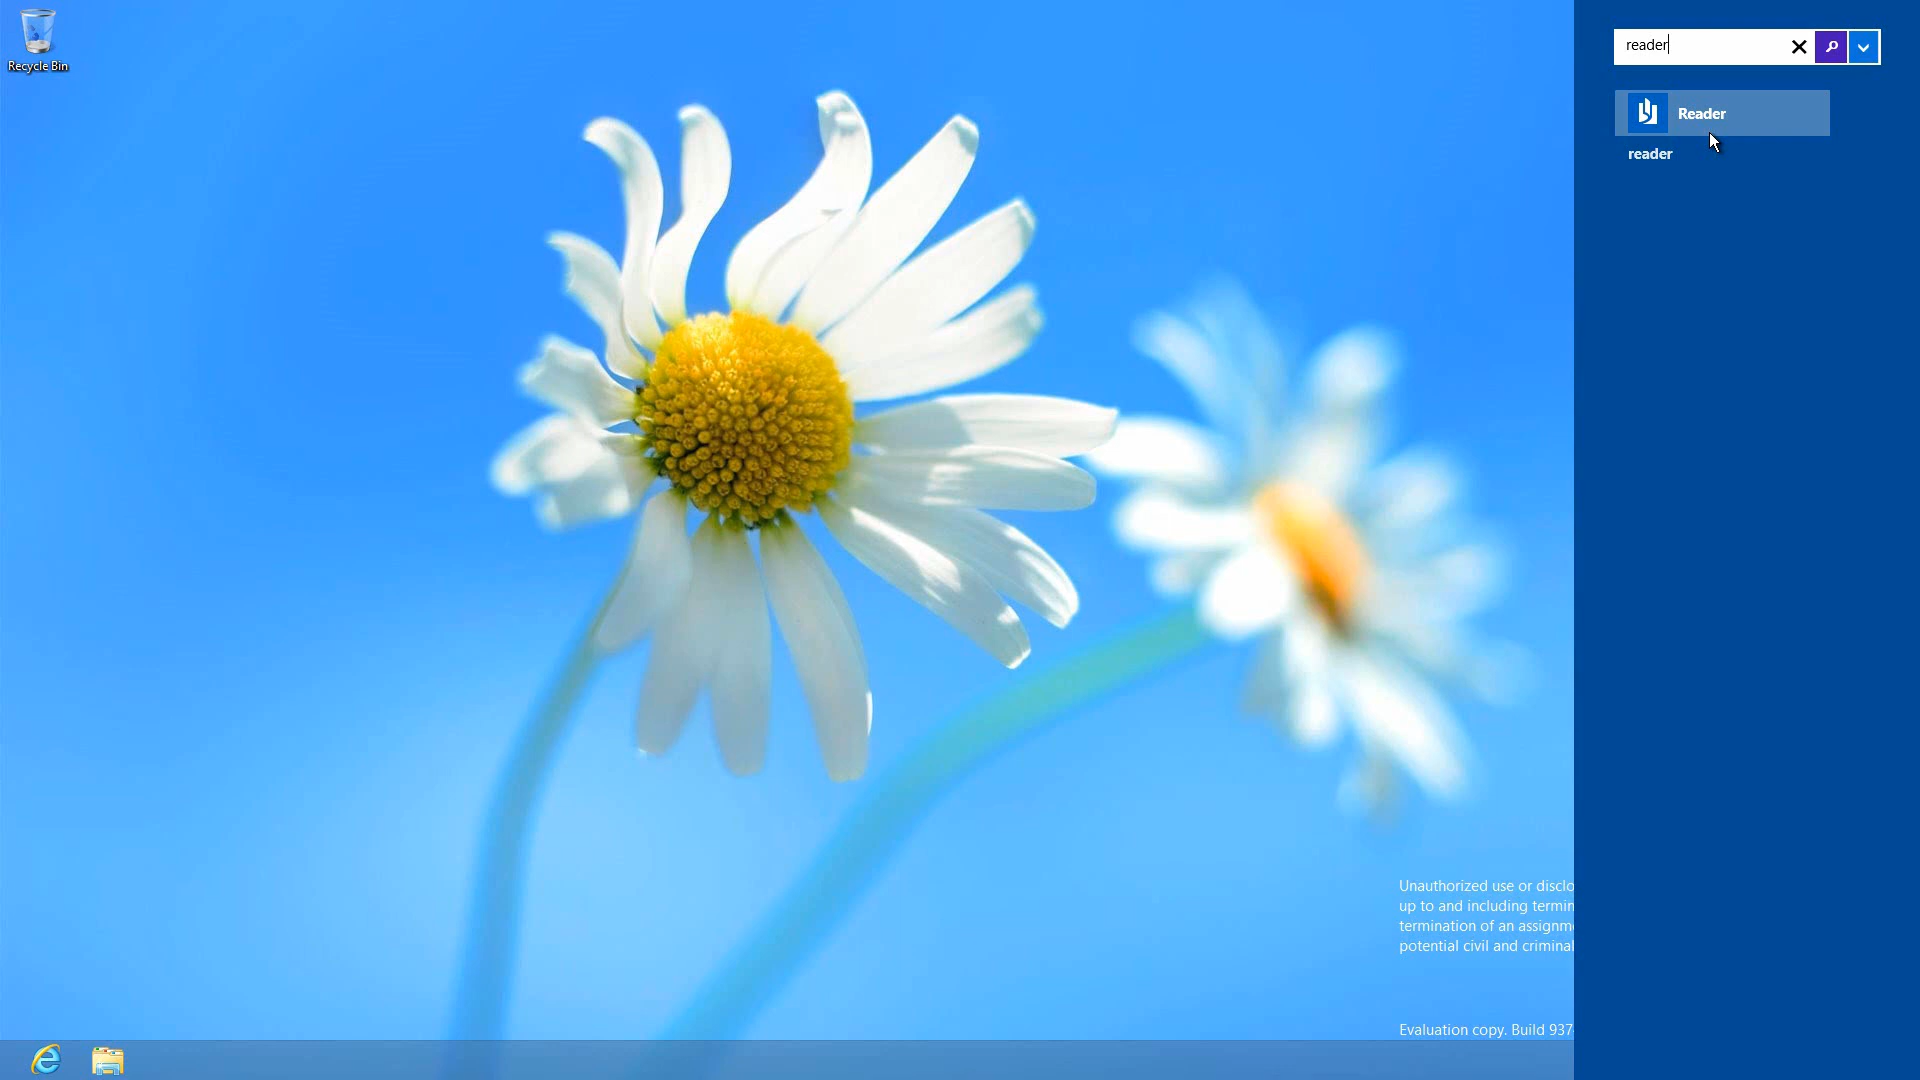 Recycle Bin
reader
Reader
reader
Unauthorized use or disclo
up to and including termin
termination of an assignm
potential civil and criminal
Evaluation copy. Build 937